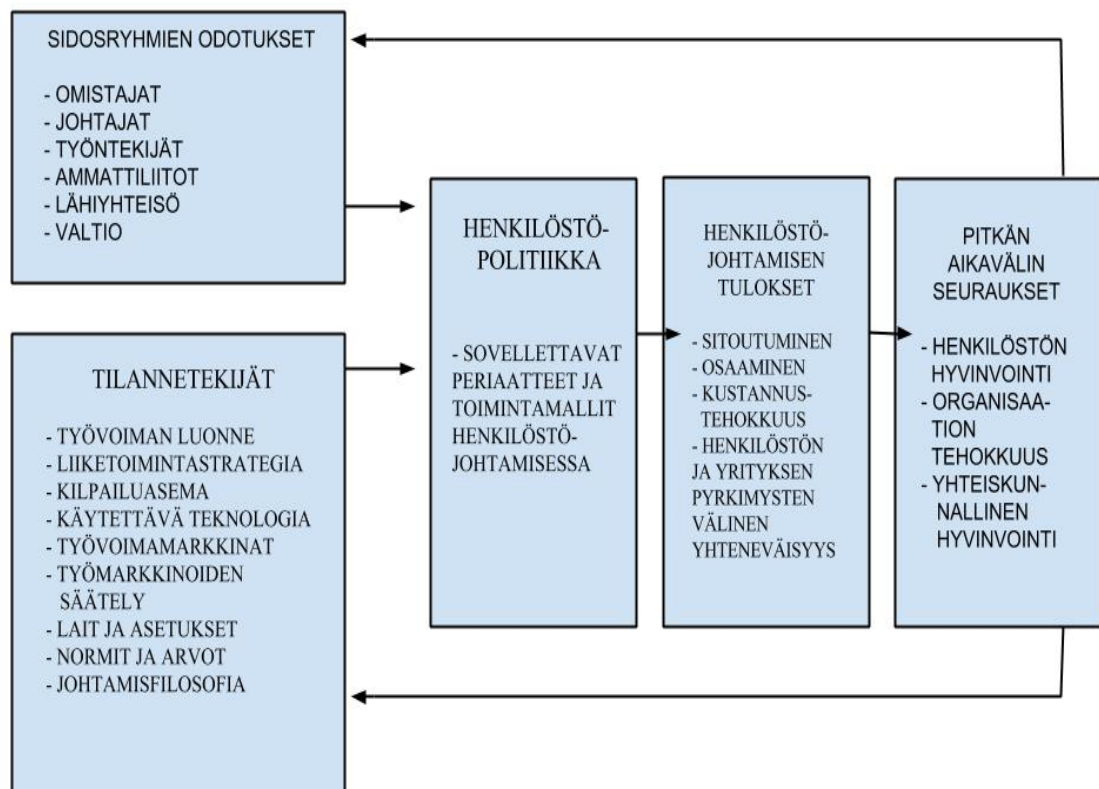 SIDOSRYHMIEN ODOTUKSET
- OMISTAJAT
- JOHTAJAT
- TYÖNTEKIJÄT
- AMMATTILIITOT
- LÄHIYHTEISÖ
- VALTIO
TILANNETEKIJÄT
- TYÖVOIMAN LUONNE
- LIIKETOIMINTASTRATEGIA
- KILPAILUASEMA
- KÄYTETTÄVÄ TEKNOLOGIA
- TYÖVOIMAMARKKINAT
- TYÖMARKKINOIDEN
SÄÄTELY
- LAIT JA ASETUKSET
- NORMIT JA ARVOT
- JOHTAMISFILOSOFIA
HENKILÖSTÖ-
POLITIIKKA
- SOVELLETTAVAT
PERIAATTEET JA
TOIMINTAMALLIT
HENKILÖSTÖ-
JOHTAMISESSA
HENKILÖSTÖ-
JOHTAMISEN
TULOKSET
- SITOUTUMINEN
- OSAAMINEN
- KUSTANNUS-
TEHOKKUUS
- HENKILÖSTÖN
JA YRITYKSEN
PYRKIMYSTEN
VÄLINEN
YHTENEVÄISYYS
PITKÄN
AIKAVÄLIN
SEURAUKSET
- HENKILÖSTÖN
HYVINVOINTI
- ORGANISAA-
TION
TEHOKKUUS
- YHTEISKUN-
NALLINEN
HYVINVOINTI